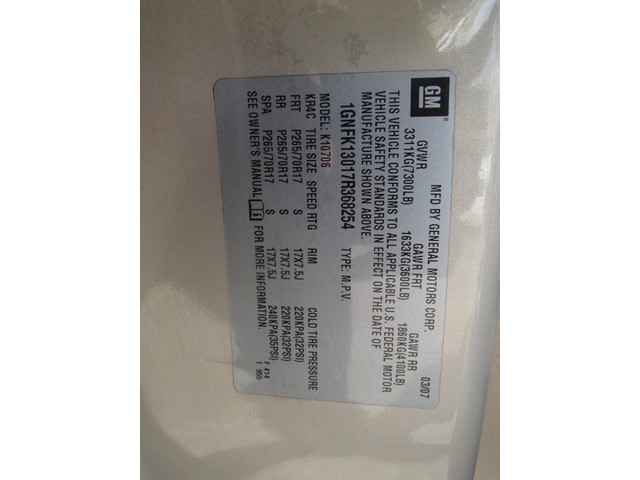 GM ®
MFD BY GENERAL MOTORS CORP. 03/07
GVWR GAWR FRT GAWR RR
3311KG(7300LB) 1633KG(3600LB) 1860KG(4100LB)
THIS VEHICLE CONFORMS TO ALL APPLICABLE U.S. FEDERAL MOTOR
VEHICLE SAFETY STANDARDS IN EFFECT ON THE DATE OF
MANUFACTURE SHOWN ABOVE.
1GNFK13017R368254 TYPE: M.P.V.
MODEL: K10706
KR4C TIRE SIZE SPEED RTG RIM COLD TIRE PRESSURE
FRT P265/70R17 S 17X7.5J 220KPA(32PSI)
RR P265/70R17 S 17X7.5J 220KPA(32PSI)
SPA P265/70R17 S 17X7.5J 240KPA(35PSI)
SEE OWNER'S MANUAL FOR MORE INFORMATION.
F 414
T 955